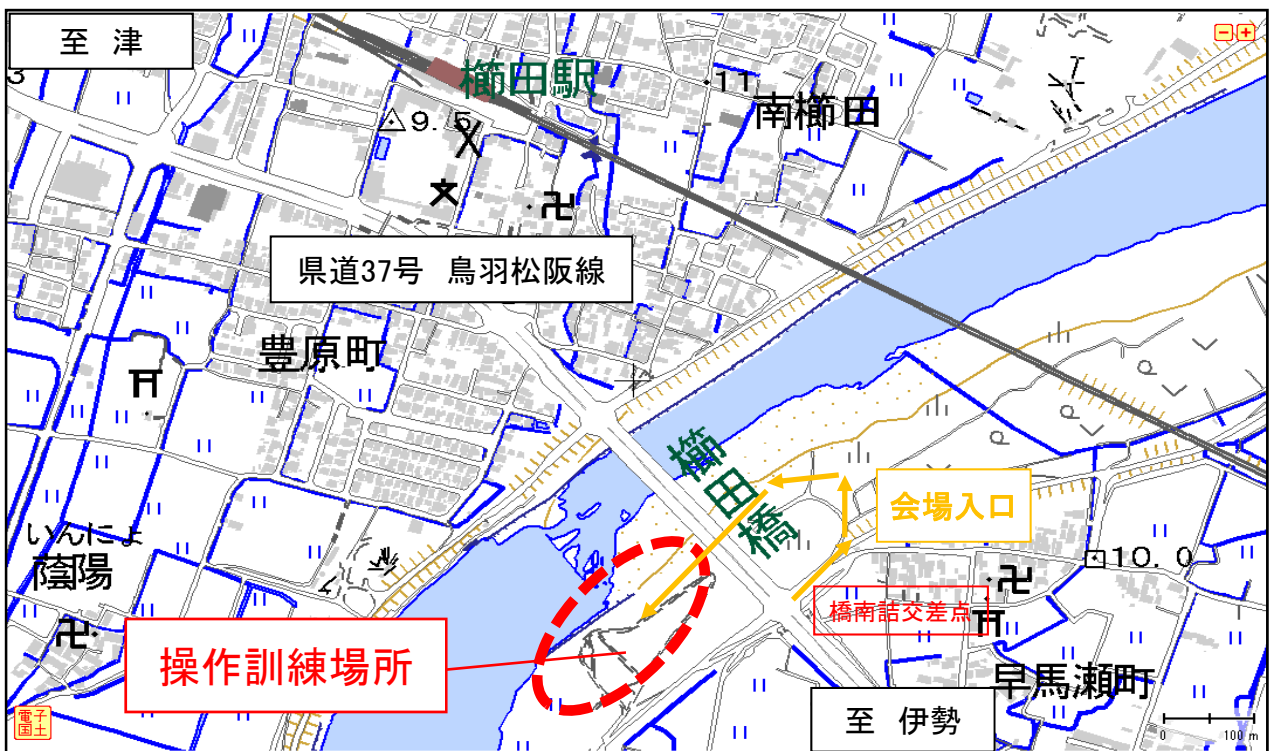 至 津
櫛田駅
11
南櫛田
3
9.5
県道37号 鳥羽松阪線
豊原町
櫛田橋
会場入口
いんにょ
蔭陽
10.0
橋南詰交差点
操作訓練場所
早馬瀬町
至 伊勢
電子
国土
0 100 m